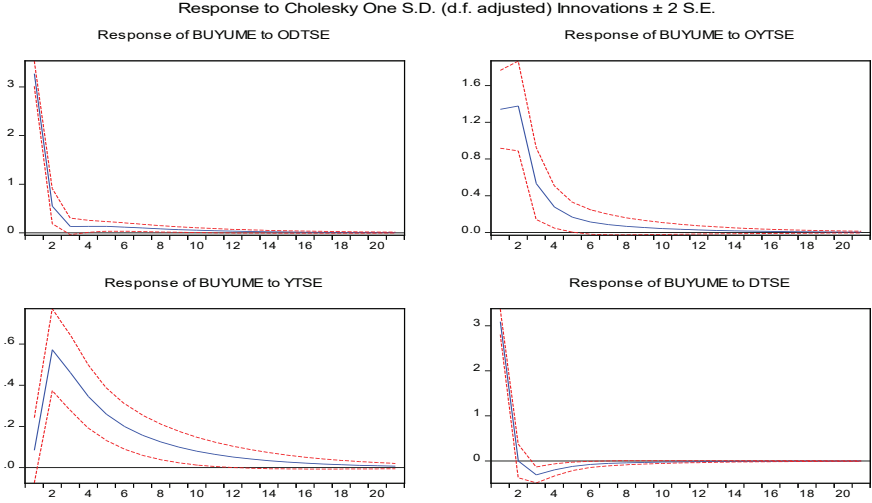 Response to Cholesky One S.D. (d.f. adjusted) Innovations ± 2 S.E.
Response of BUYUME to ODTSE
3
2
1
0
2 4 6 8 10 12 14 16 18 20
Response of BUYUME to OYTSE
1.6
1.2
0.8
0.4
0.0
2 4 6 8 10 12 14 16 18 20
Response of BUYUME to YTSE
.6
.4
.2
.0
2 4 6 8 10 12 14 16 18 20
Response of BUYUME to DTSE
3
2
1
0
2 4 6 8 10 12 14 16 18 20